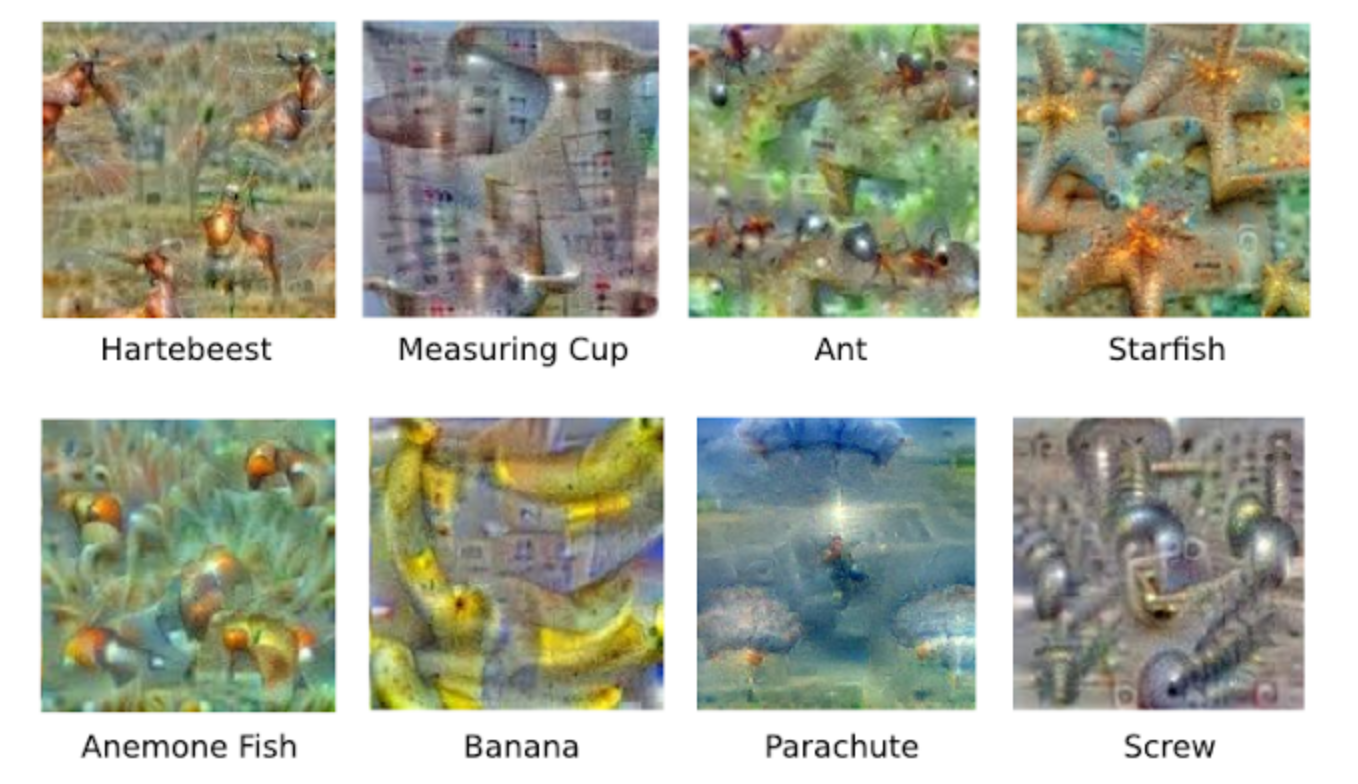 Hartebeest
Measuring Cup
Ant
Starfish
Anemone Fish
Banana
Parachute
Screw